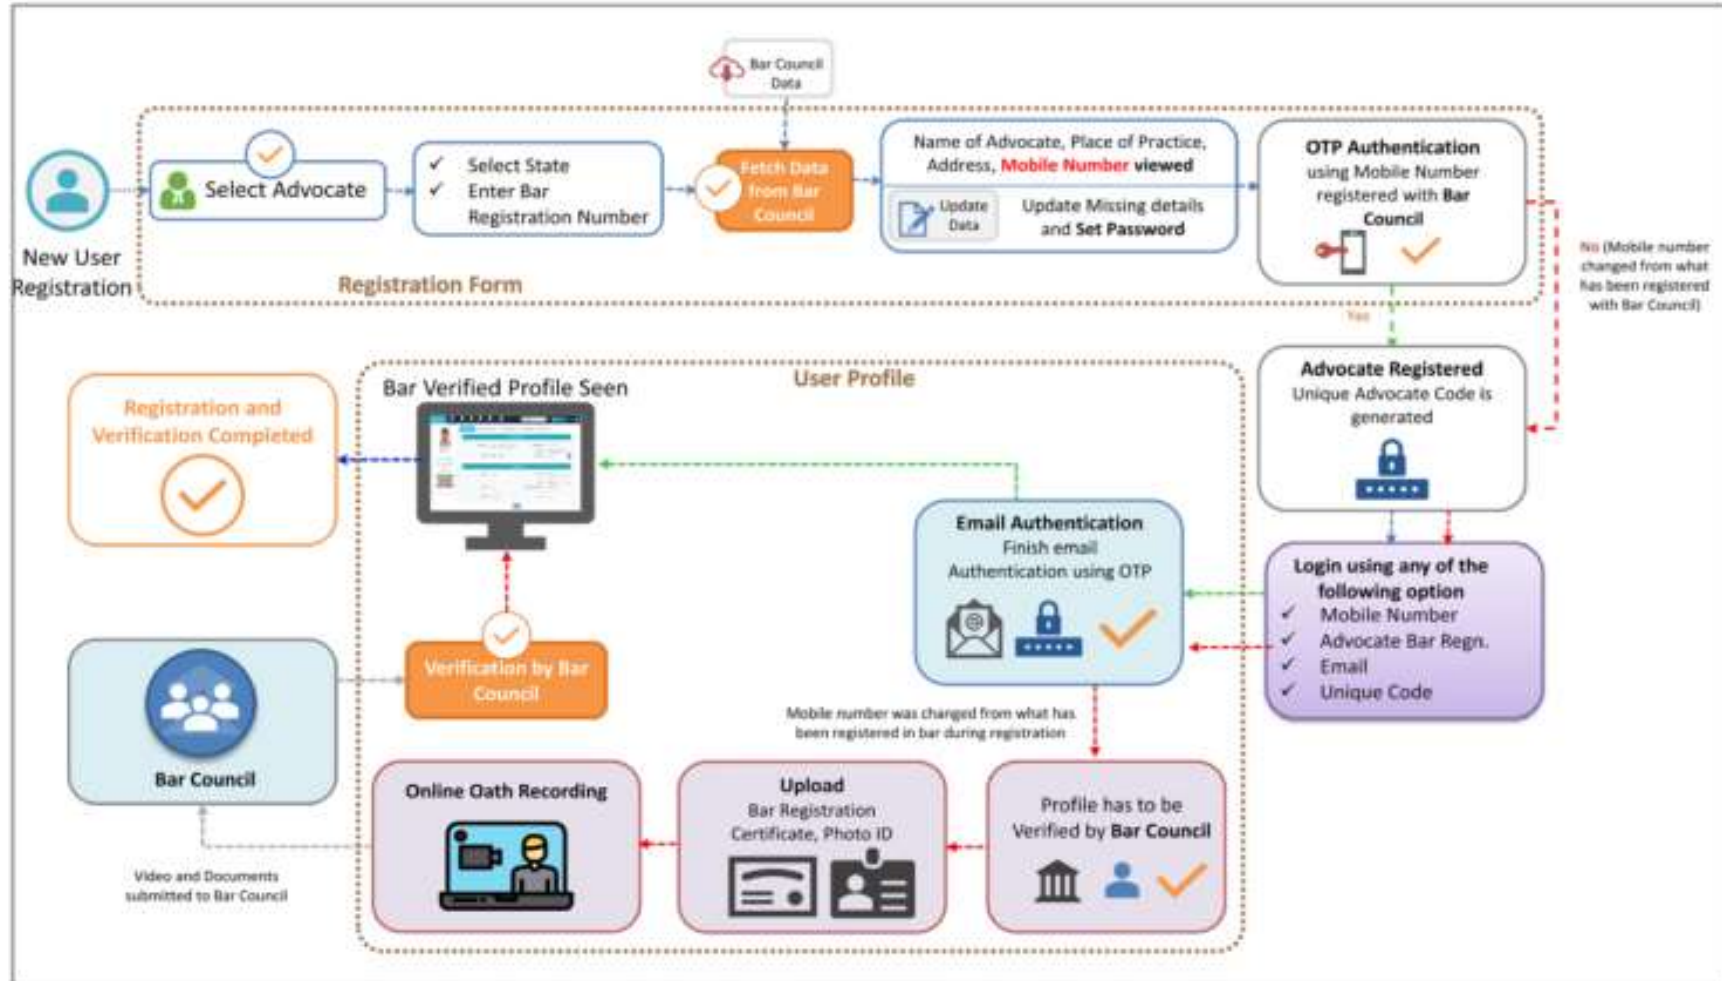 Bar Council
Data
New User
Registration
Select Advocate
✓ Select State
✓ Enter Bar
Registration Number
Fetch Data
from Bar
Council
Name of Advocate, Place of Practice,
Address, Mobile Number viewed
Update
Data
Update Missing details
and Set Password
OTP Authentication
using Mobile Number
registered with Bar
Council
Registration Form
No (Mobile number
changed from what
has been registered
with Bar Council)
Yes
Advocate Registered
Unique Advocate Code is
generated
Login using any of the
following option
✓ Mobile Number
✓ Advocate Bar Regn.
✓ Email
✓ Unique Code
User Profile
Email Authentication
Finish email
Authentication using OTP
Mobile number was changed from what has
been registered in bar during registration
Profile has to be
Verified by Bar Council
Upload
Bar Registration
Certificate, Photo ID
Online Oath Recording
Video and Documents
submitted to Bar Council
Bar Council
Verification by Bar
Council
Bar Verified Profile Seen
Registration and
Verification Completed